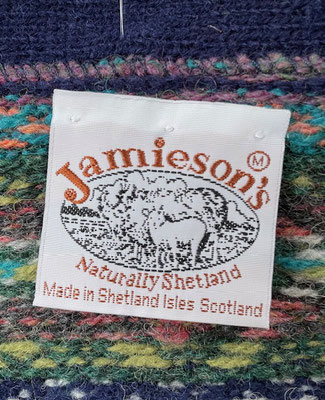 Jamieson's
M
Naturally Shetland
Made in Shetland Isles Scotland